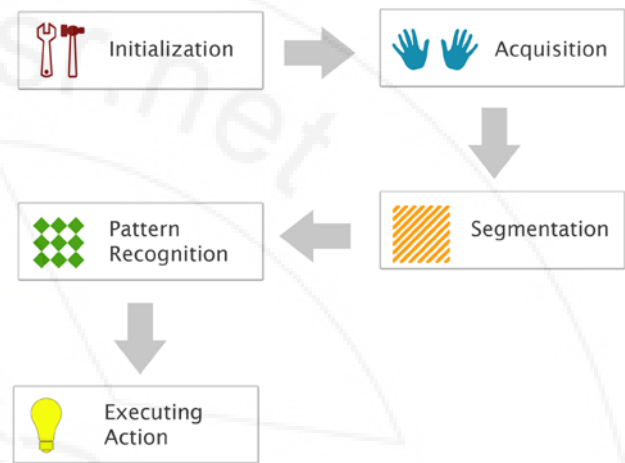 Initialization
Acquisition
Segmentation
Pattern
Recognition
Executing
Action